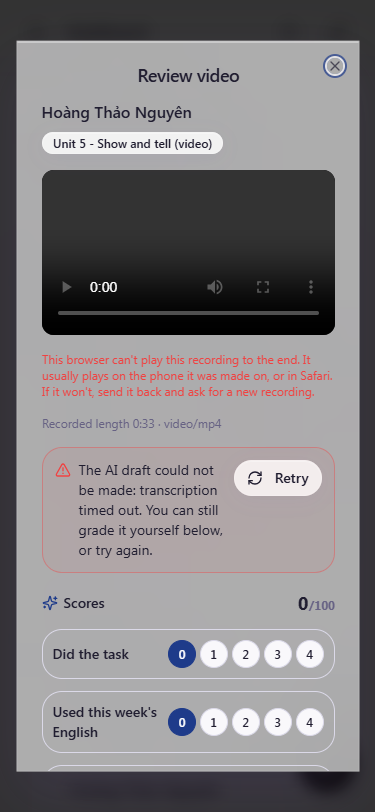 Review video
Hoàng Thảo Nguyên
Unit 5 - Show and tell (video)
0:00
This browser can't play this recording to the end. It
usually plays on the phone it was made on, or in Safari.
If it won't, send it back and ask for a new recording.
Recorded length 0:33 · video/mp4
The AI draft could not
be made: transcription
timed out. You can still
grade it yourself below,
or try again.
Retry
Scores
0/100
Did the task
0 1 2 3 4
Used this week's
English
0 1 2 3 4